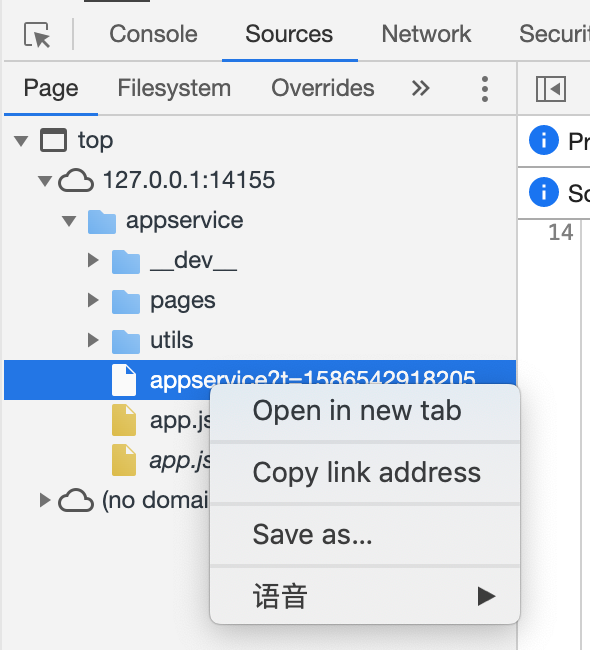 Console Sources Network Securit
Page Filesystem Overrides »
top
127.0.0.1:14155
appservice
__dev__
pages
utils
appservice?t=1586542918205
app.js
app.js
(no domai
Pr
So
14
Open in new tab
Copy link address
Save as...
语音